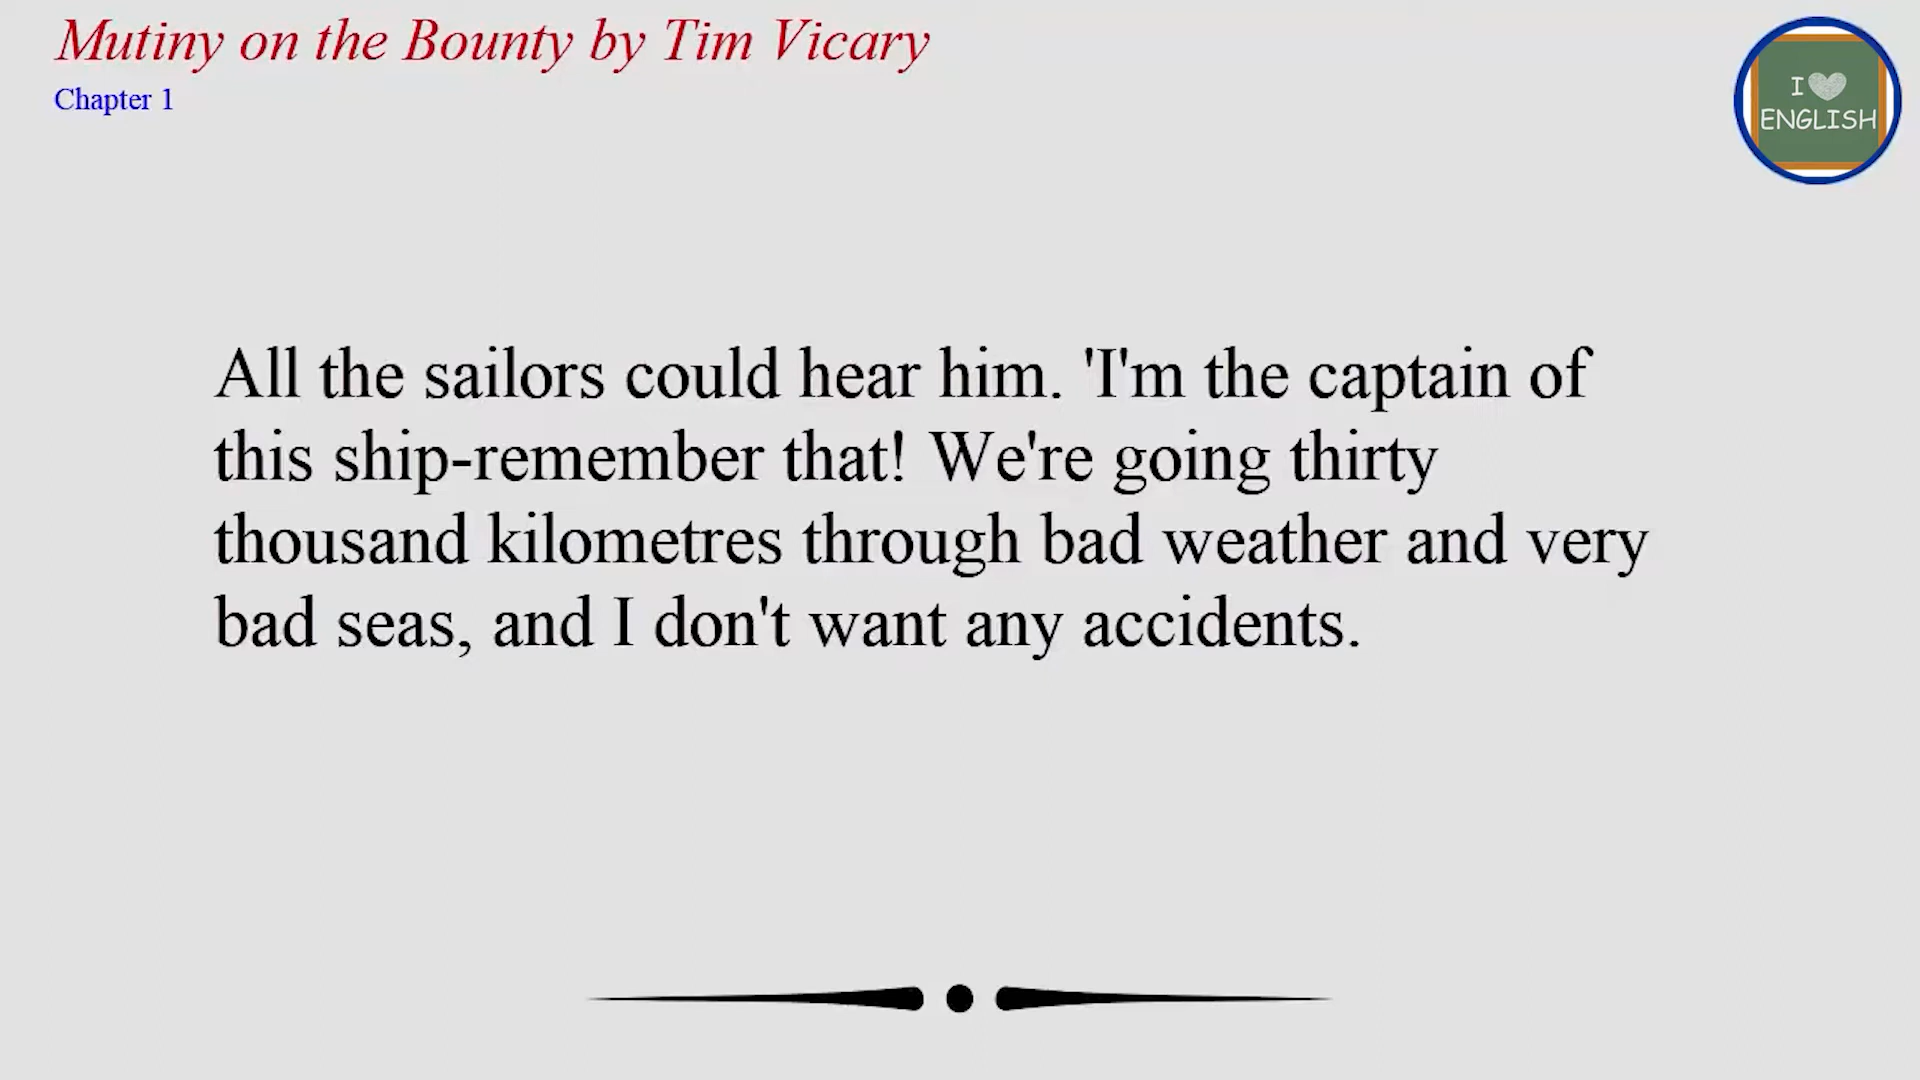 Mutiny on the Bounty by Tim Vicary
Chapter 1
I
ENGLISH
All the sailors could hear him. 'I'm the captain of
this ship-remember that! We're going thirty
thousand kilometres through bad weather and very
bad seas, and I don't want any accidents.